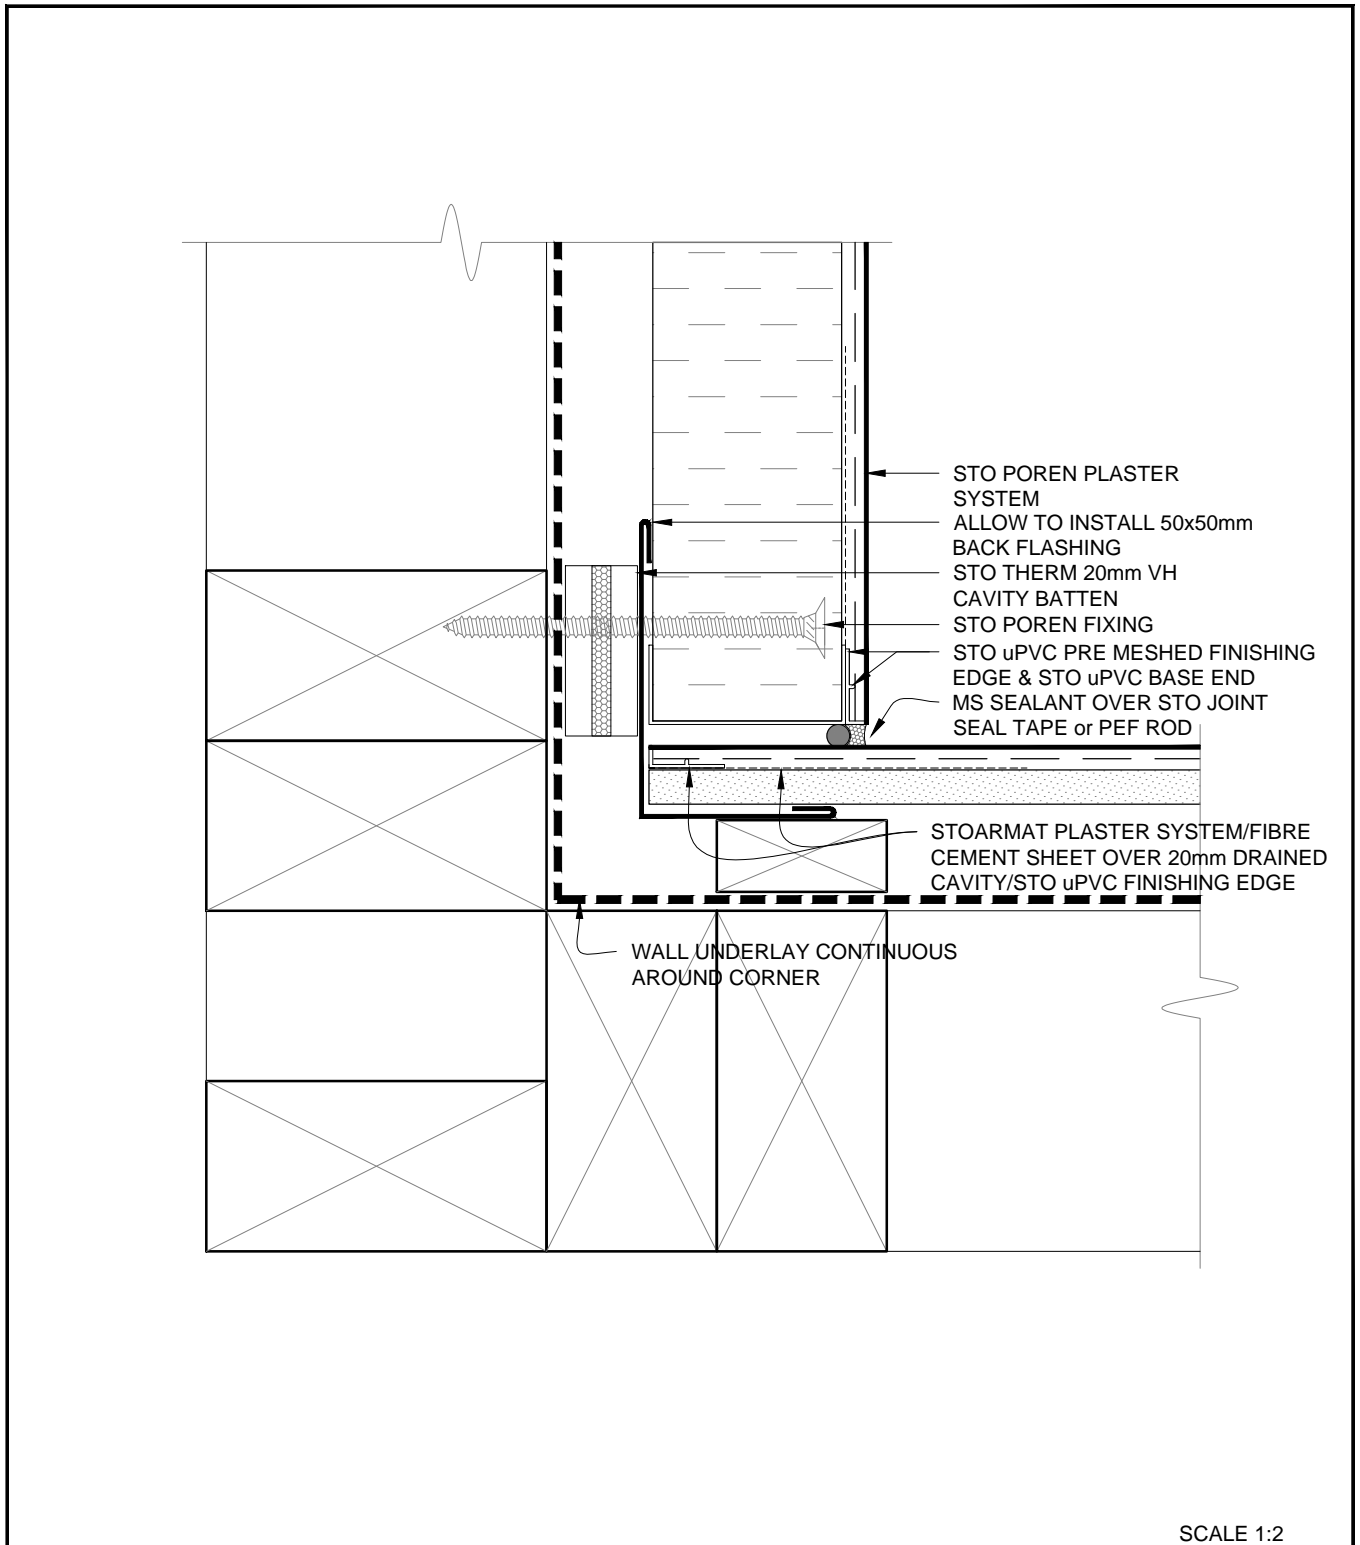 STO POREN PLASTER
SYSTEM
ALLOW TO INSTALL 50x50mm
BACK FLASHING
STO THERM 20mm VH
CAVITY BATTEN
STO POREN FIXING
STO uPVC PRE MESHED FINISHING
EDGE & STO uPVC BASE END
MS SEALANT OVER STO JOINT
SEAL TAPE or PEF ROD
STOARMAT PLASTER SYSTEM/FIBRE
CEMENT SHEET OVER 20mm DRAINED
CAVITY/STO uPVC FINISHING EDGE
WALL UNDERLAY CONTINUOUS
AROUND CORNER
SCALE 1:2